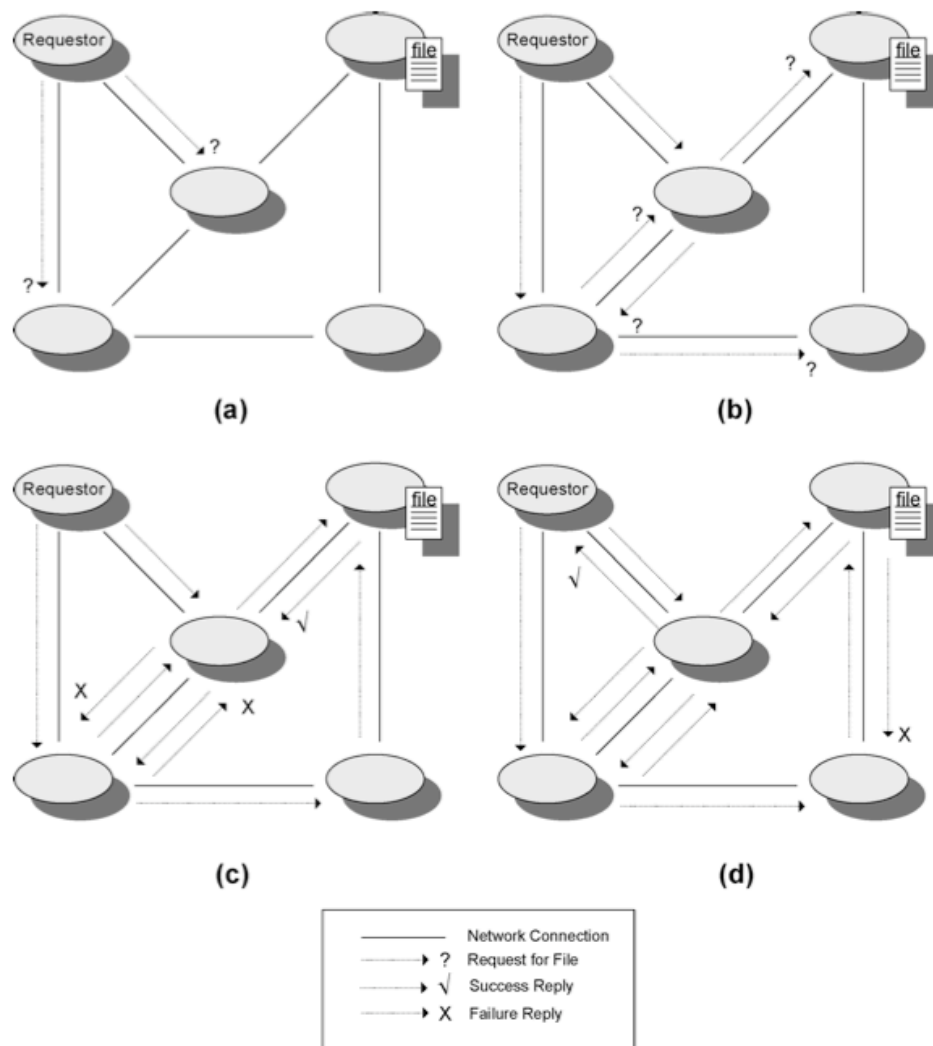 Requestor
file
?
?
(a)
Requestor
file
?
?
?
?
(b)
Requestor
file
√
X
X
(c)
Requestor
file
√
X
(d)
Network Connection
? Request for File
√ Success Reply
X Failure Reply